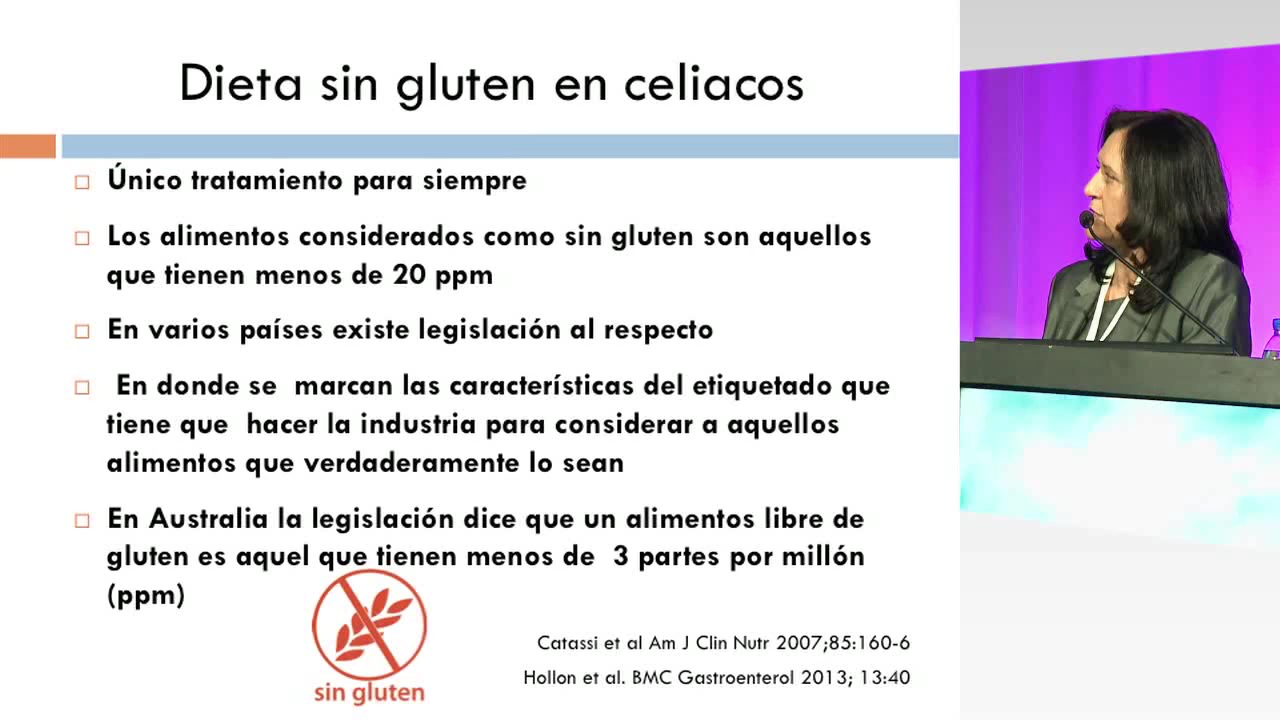 Dieta sin gluten en celiacos
Único tratamiento para siempre
Los alimentos considerados como sin gluten son aquellos
que tienen menos de 20 ppm
En varios países existe legislación al respecto
En donde se marcan las características del etiquetado que
tiene que hacer la industria para considerar a aquellos
alimentos que verdaderamente lo sean
En Australia la legislación dice que un alimentos libre de
gluten es aquel que tienen menos de 3 partes por millón
(ppm)
sin gluten
Catassi et al Am J Clin Nutr 2007;85:160-6
Hollon et al. BMC Gastroenterol 2013; 13:40